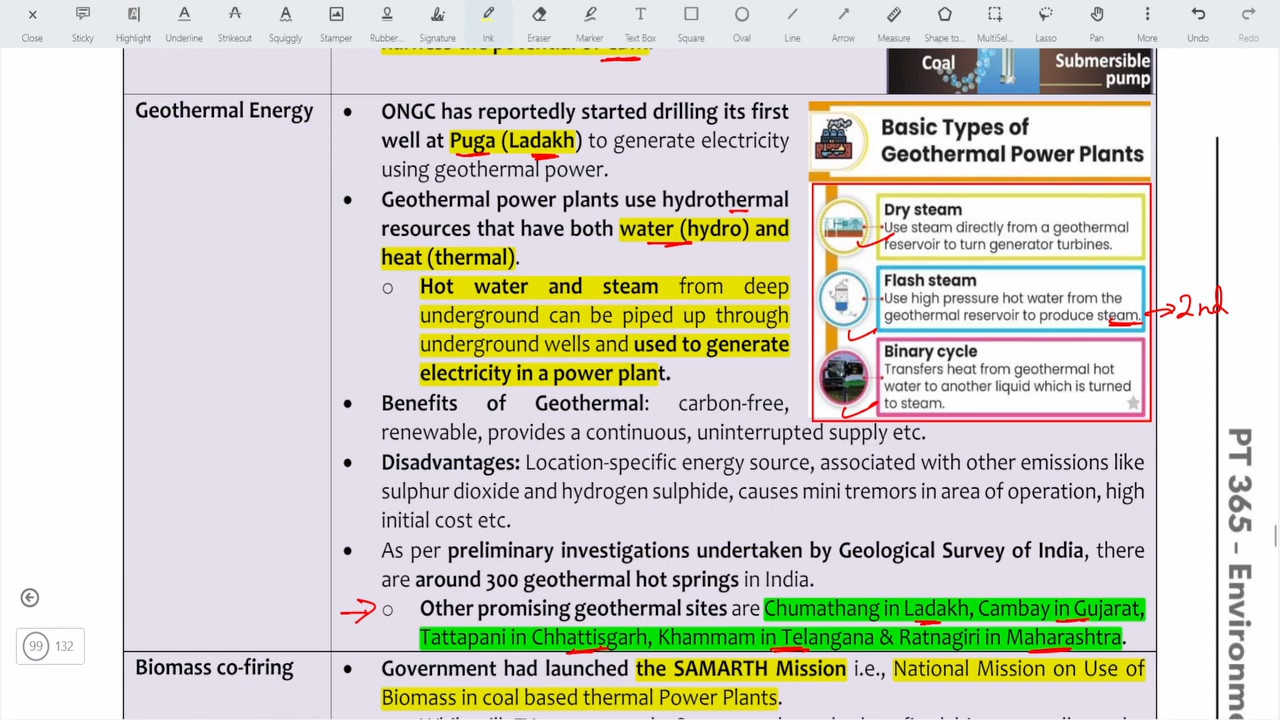 Close
Sticky
Highlight
Underline
Strikeout
Squiggly
Stamper
Rubber...
Signature
Ink
Eraser
Marker
Text Box
Square
Oval
Line
Arrow
Measure
Shape to...
MultiSel...
Lasso
Pan
More
Undo
Redo
harness the potential of CBM.
Coal
Submersible
pump
Geothermal Energy
• ONGC has reportedly started drilling its first
well at Puga (Ladakh) to generate electricity
using geothermal power.
• Geothermal power plants use hydrothermal
resources that have both water (hydro) and
heat (thermal).
o Hot water and steam from deep
underground can be piped up through
underground wells and used to generate
electricity in a power plant.
• Benefits of Geothermal: carbon-free,
renewable, provides a continuous, uninterrupted supply etc.
• Disadvantages: Location-specific energy source, associated with other emissions like
sulphur dioxide and hydrogen sulphide, causes mini tremors in area of operation, high
initial cost etc.
• As per preliminary investigations undertaken by Geological Survey of India, there
are around 300 geothermal hot springs in India.
o Other promising geothermal sites are Chumathang in Ladakh, Cambay in Gujarat,
Tattapani in Chhattisgarh, Khammam in Telangana & Ratnagiri in Maharashtra.
Basic Types of
Geothermal Power Plants
Dry steam
Use steam directly from a geothermal
reservoir to turn generator turbines.
Flash steam
Use high pressure hot water from the
geothermal reservoir to produce steam.
→ 2nd
Binary cycle
Transfers heat from geothermal hot
water to another liquid which is turned
to steam.
Biomass co-firing
• Government had launched the SAMARTH Mission i.e., National Mission on Use of
Biomass in coal based thermal Power Plants.
99 132
PT 365 - Environm